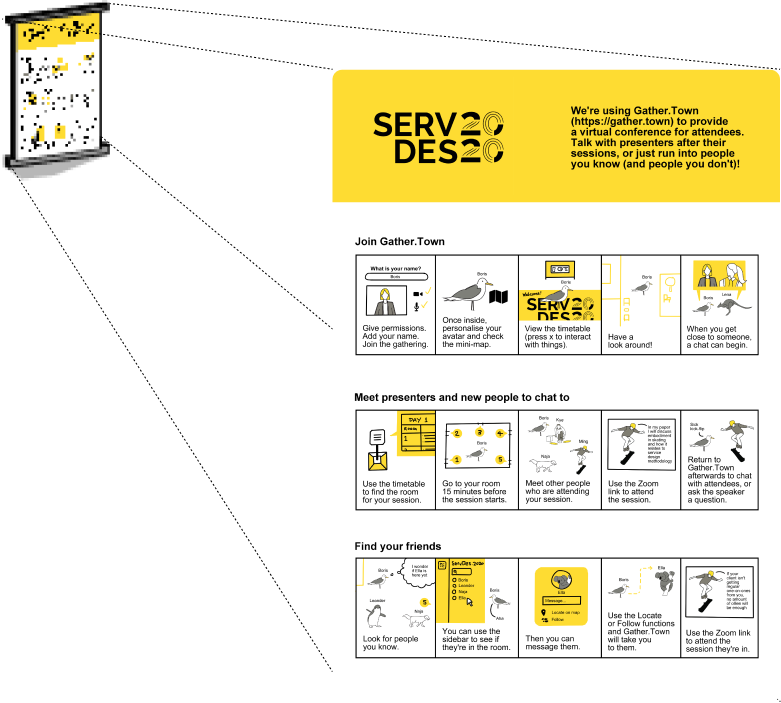 SERV20
DES20
We're using Gather.Town
(https://gather.town) to provide
a virtual conference for attendees.
Talk with presenters after their
sessions, or just run into people
you know (and people you don't)!
Join Gather.Town
What is your name?
Boris
Give permissions.
Add your name.
Join the gathering.
Boris
Once inside,
personalise your
avatar and check
the mini-map.
Welcome!
Boris
SERV20
DES20
View the timetable
(press x to interact
with things).
Boris
Have a
look around!
Boris
Lena
When you get
close to someone,
a chat can begin.
Meet presenters and new people to chat to
DAY 1
ROOM
1
2
Use the timetable
to find the room
for your session.
2
3
4
Boris
1
5
Go to your room
15 minutes before
the session starts.
Boris
Koe
Ming
Naja
Meet other people
who are attending
your session.
In my paper
I will discuss
embodiment
in skating
and how it
relates to
service
design
methodology
Use the Zoom
link to attend
the session.
Sick
kick-flip
Return to
Gather.Town
afterwards to chat
with attendees, or
ask the speaker
a question.
Find your friends
I wonder
if Ella is
here yet
Boris
Leander
5
Naja
Look for people
you know.
ServDes.2020
Boris
Leander
Naja
Ella
Boris
Aha!
You can use the
sidebar to see if
they're in the room.
Ella
Message...
Locate on map
Follow
Then you can
message them.
Ella
Boris
Use the Locate
or Follow functions
and Gather.Town
will take you
to them.
If your
client isn't
getting
regular
one-on-ones
from you,
no amount
of ollies will
be enough
Use the Zoom link
to attend the
session they're in.